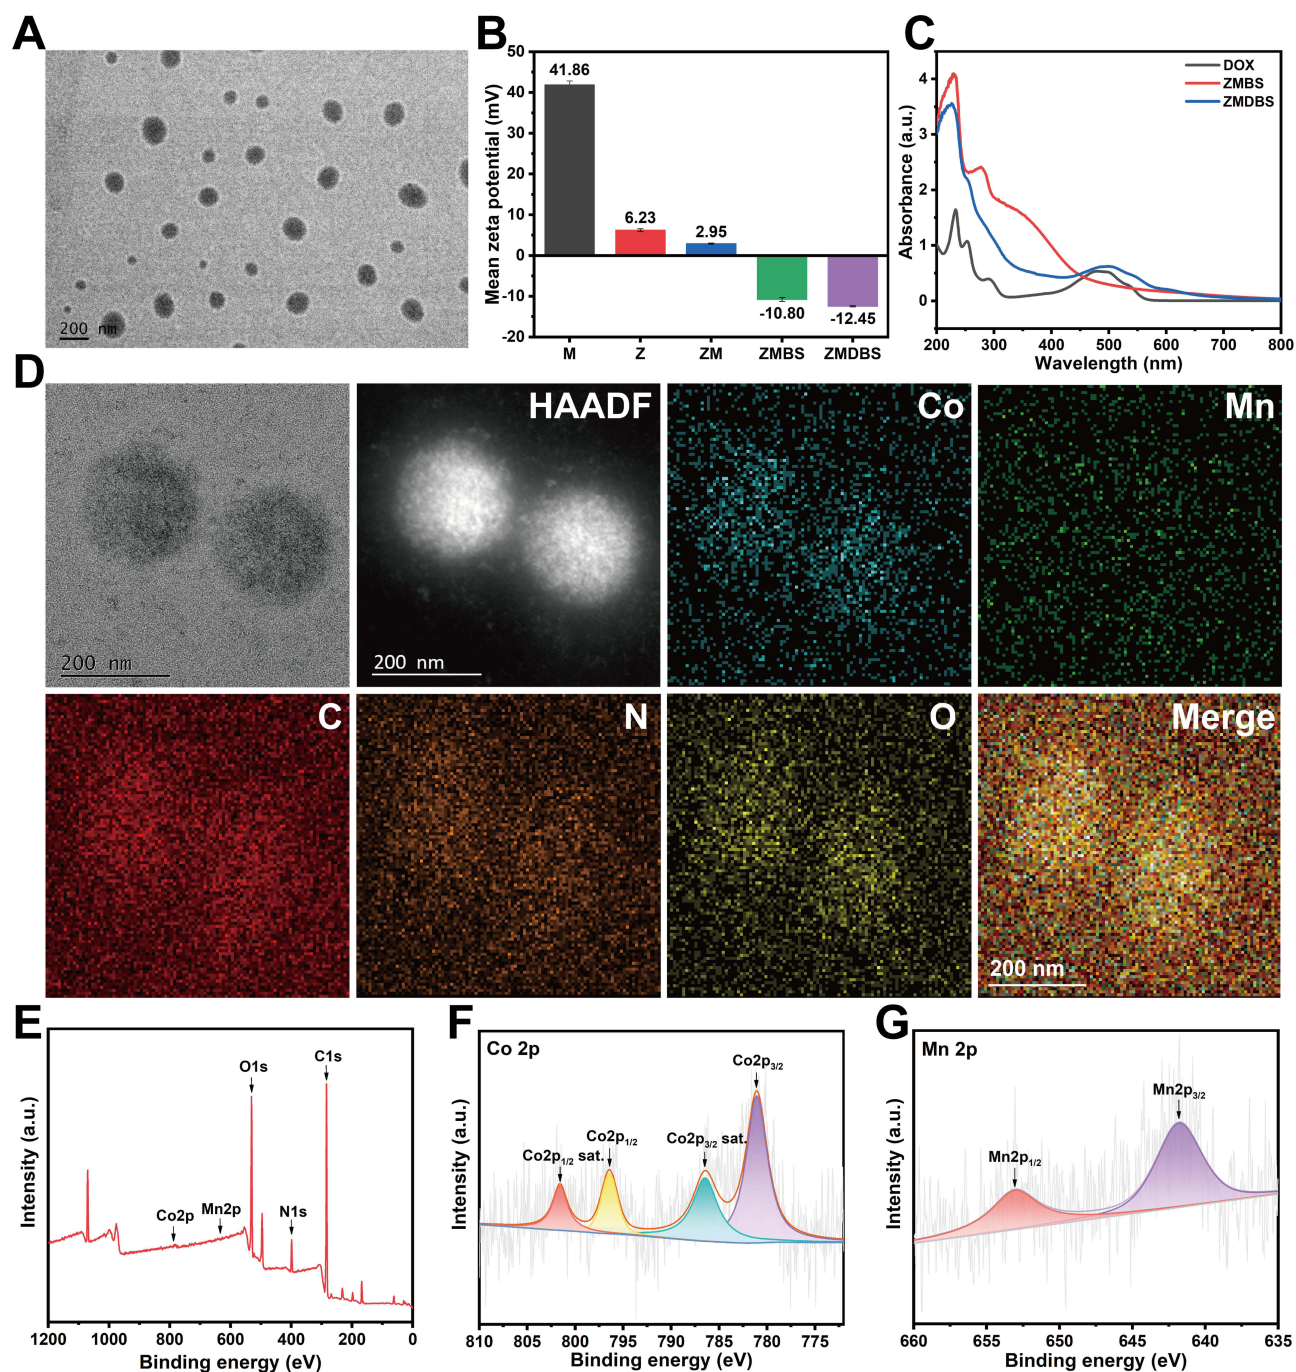 A
200 nm
B
Mean zeta potential (mV)
50
40
30
20
10
0
-10
-20
41.86
6.23
2.95
-10.80
-12.45
M Z ZM ZMBS ZMDBS
C
Absorbance (a.u.)
4
3
2
1
0
DOX
ZMBS
ZMDBS
200 300 400 500 600 700 800
Wavelength (nm)
D
200 nm
HAADF
200 nm
Co
Mn
C
N
O
Merge
200 nm
E
Intensity (a.u.)
O1s
C1s
Co2p
Mn2p
N1s
1200 1000 800 600 400 200 0
Binding energy (eV)
F
Co 2p
Intensity (a.u.)
Co2p3/2
Co2p1/2
Co2p3/2 sat.
Co2p1/2 sat.
810 805 800 795 790 785 780 775
Binding energy (eV)
G
Mn 2p
Intensity (a.u.)
Mn2p3/2
Mn2p1/2
660 655 650 645 640 635
Binding energy (eV)